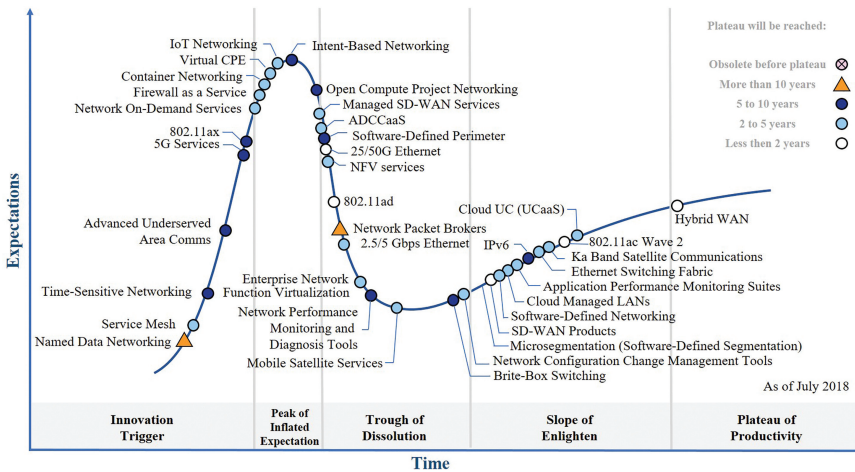 Plateau will be reached:
Obsolete before plateau
More than 10 years
5 to 10 years
2 to 5 years
Less then 2 years
Expectations
IoT Networking
Virtual CPE
Container Networking
Firewall as a Service
Network On-Demand Services
802.11ax
5G Services
Advanced Underserved
Area Comms
Time-Sensitive Networking
Service Mesh
Named Data Networking
Intent-Based Networking
Open Compute Project Networking
Managed SD-WAN Services
ADCCaaS
Software-Defined Perimeter
25/50G Ethernet
NFV services
802.11ad
Network Packet Brokers
2.5/5 Gbps Ethernet
Enterprise Network
Function Virtualization
Network Performance
Monitoring and
Diagnosis Tools
Mobile Satellite Services
Cloud UC (UCaaS)
Hybrid WAN
802.11ac Wave 2
IPv6
Ka Band Satellite Communications
Ethernet Switching Fabric
Application Performance Monitoring Suites
Cloud Managed LANs
Software-Defined Networking
SD-WAN Products
Microsegmentation (Software-Defined Segmentation)
Network Configuration Change Management Tools
Brite-Box Switching
As of July 2018
Innovation
Trigger
Peak of
Inflated
Expectation
Trough of
Dissolution
Slope of
Enlighten
Plateau of
Productivity
Time